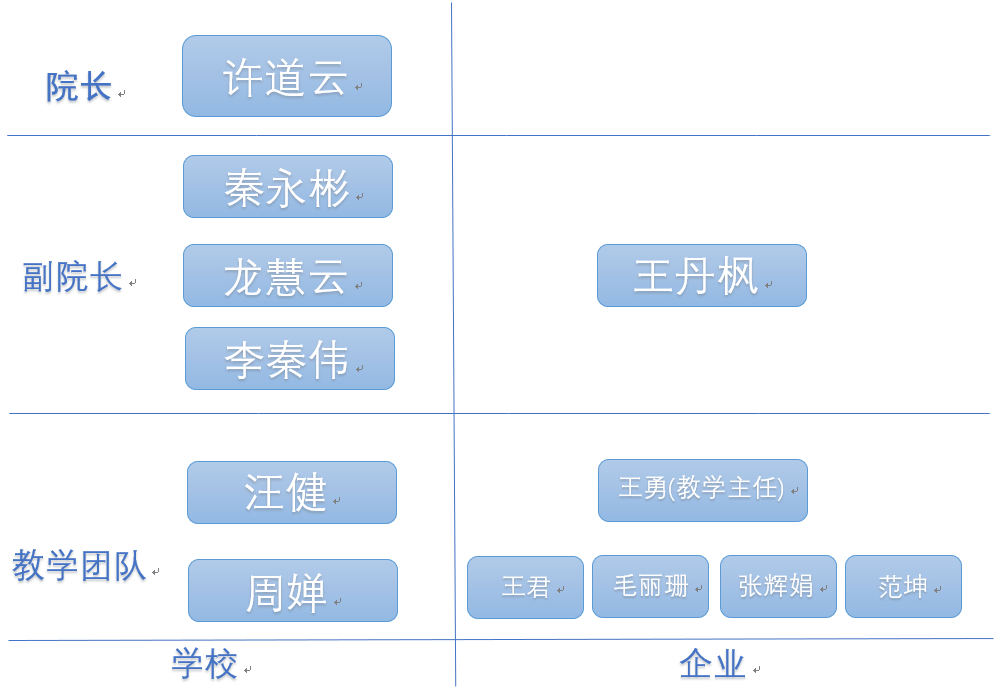 院长
许道云
秦永彬
副院长
龙慧云
王丹枫
李秦伟
汪健
王勇(教学主任)
教学团队
周婵
王君
毛丽珊
张辉娟
范坤
学校
企业